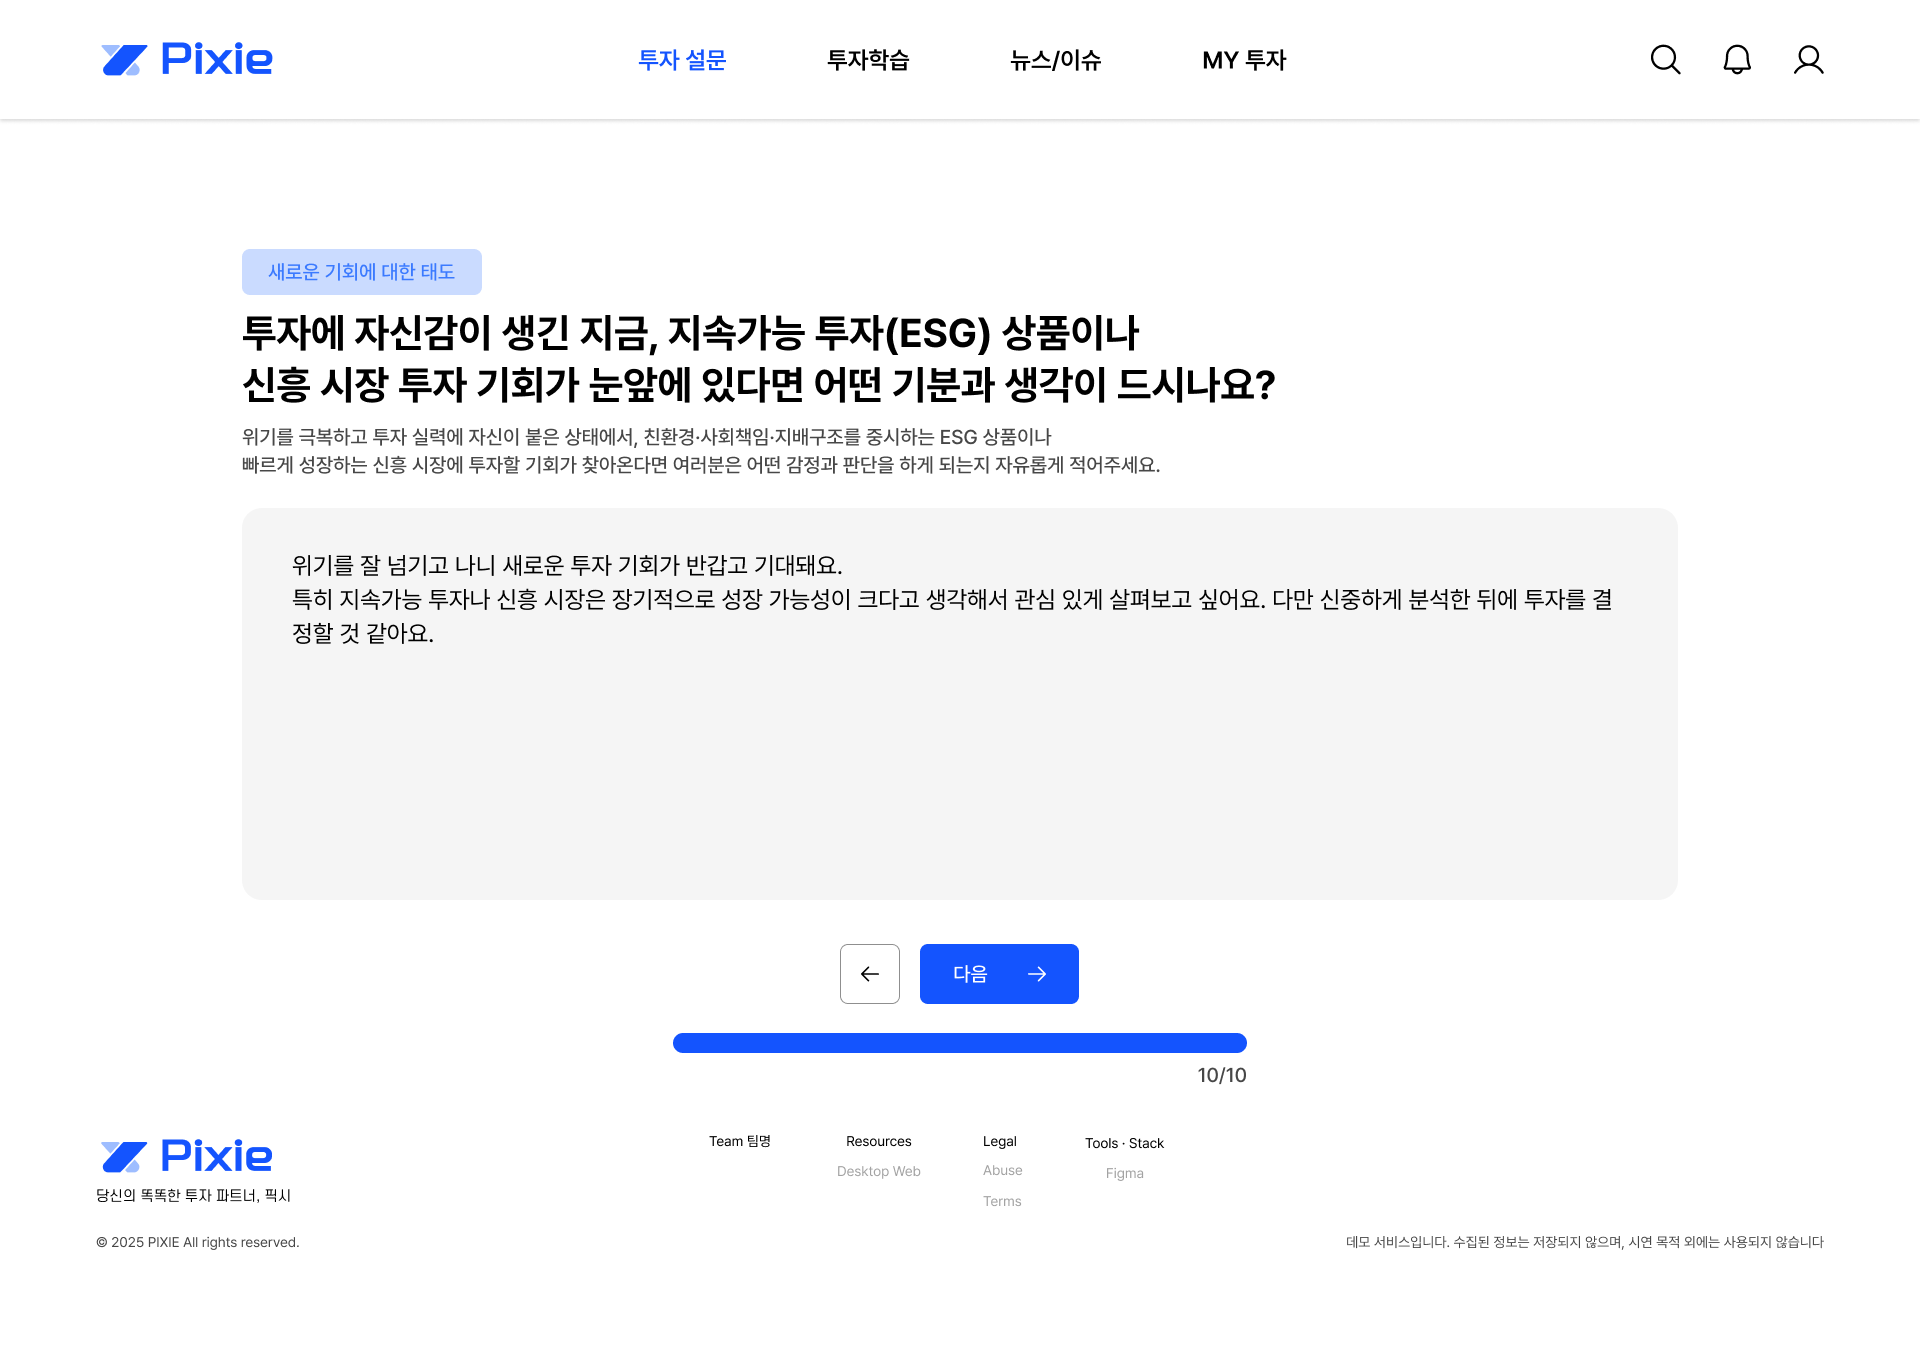 Pixie
투자 설문
투자학습
뉴스/이슈
MY 투자
새로운 기회에 대한 태도
투자에 자신감이 생긴 지금, 지속가능 투자(ESG) 상품이나
신흥 시장 투자 기회가 눈앞에 있다면 어떤 기분과 생각이 드시나요?
위기를 극복하고 투자 실력에 자신이 붙은 상태에서, 친환경·사회책임·지배구조를 중시하는 ESG 상품이나
빠르게 성장하는 신흥 시장에 투자할 기회가 찾아온다면 여러분은 어떤 감정과 판단을 하게 되는지 자유롭게 적어주세요.
위기를 잘 넘기고 나니 새로운 투자 기회가 반갑고 기대돼요.
특히 지속가능 투자나 신흥 시장은 장기적으로 성장 가능성이 크다고 생각해서 관심 있게 살펴보고 싶어요. 다만 신중하게 분석한 뒤에 투자를 결
정할 것 같아요.
다음
10/10
Pixie
당신의 똑똑한 투자 파트너, 픽시
Team 팀명
Resources
Desktop Web
Legal
Abuse
Terms
Tools · Stack
Figma
© 2025 PIXIE All rights reserved.
데모 서비스입니다. 수집된 정보는 저장되지 않으며, 시연 목적 외에는 사용되지 않습니다